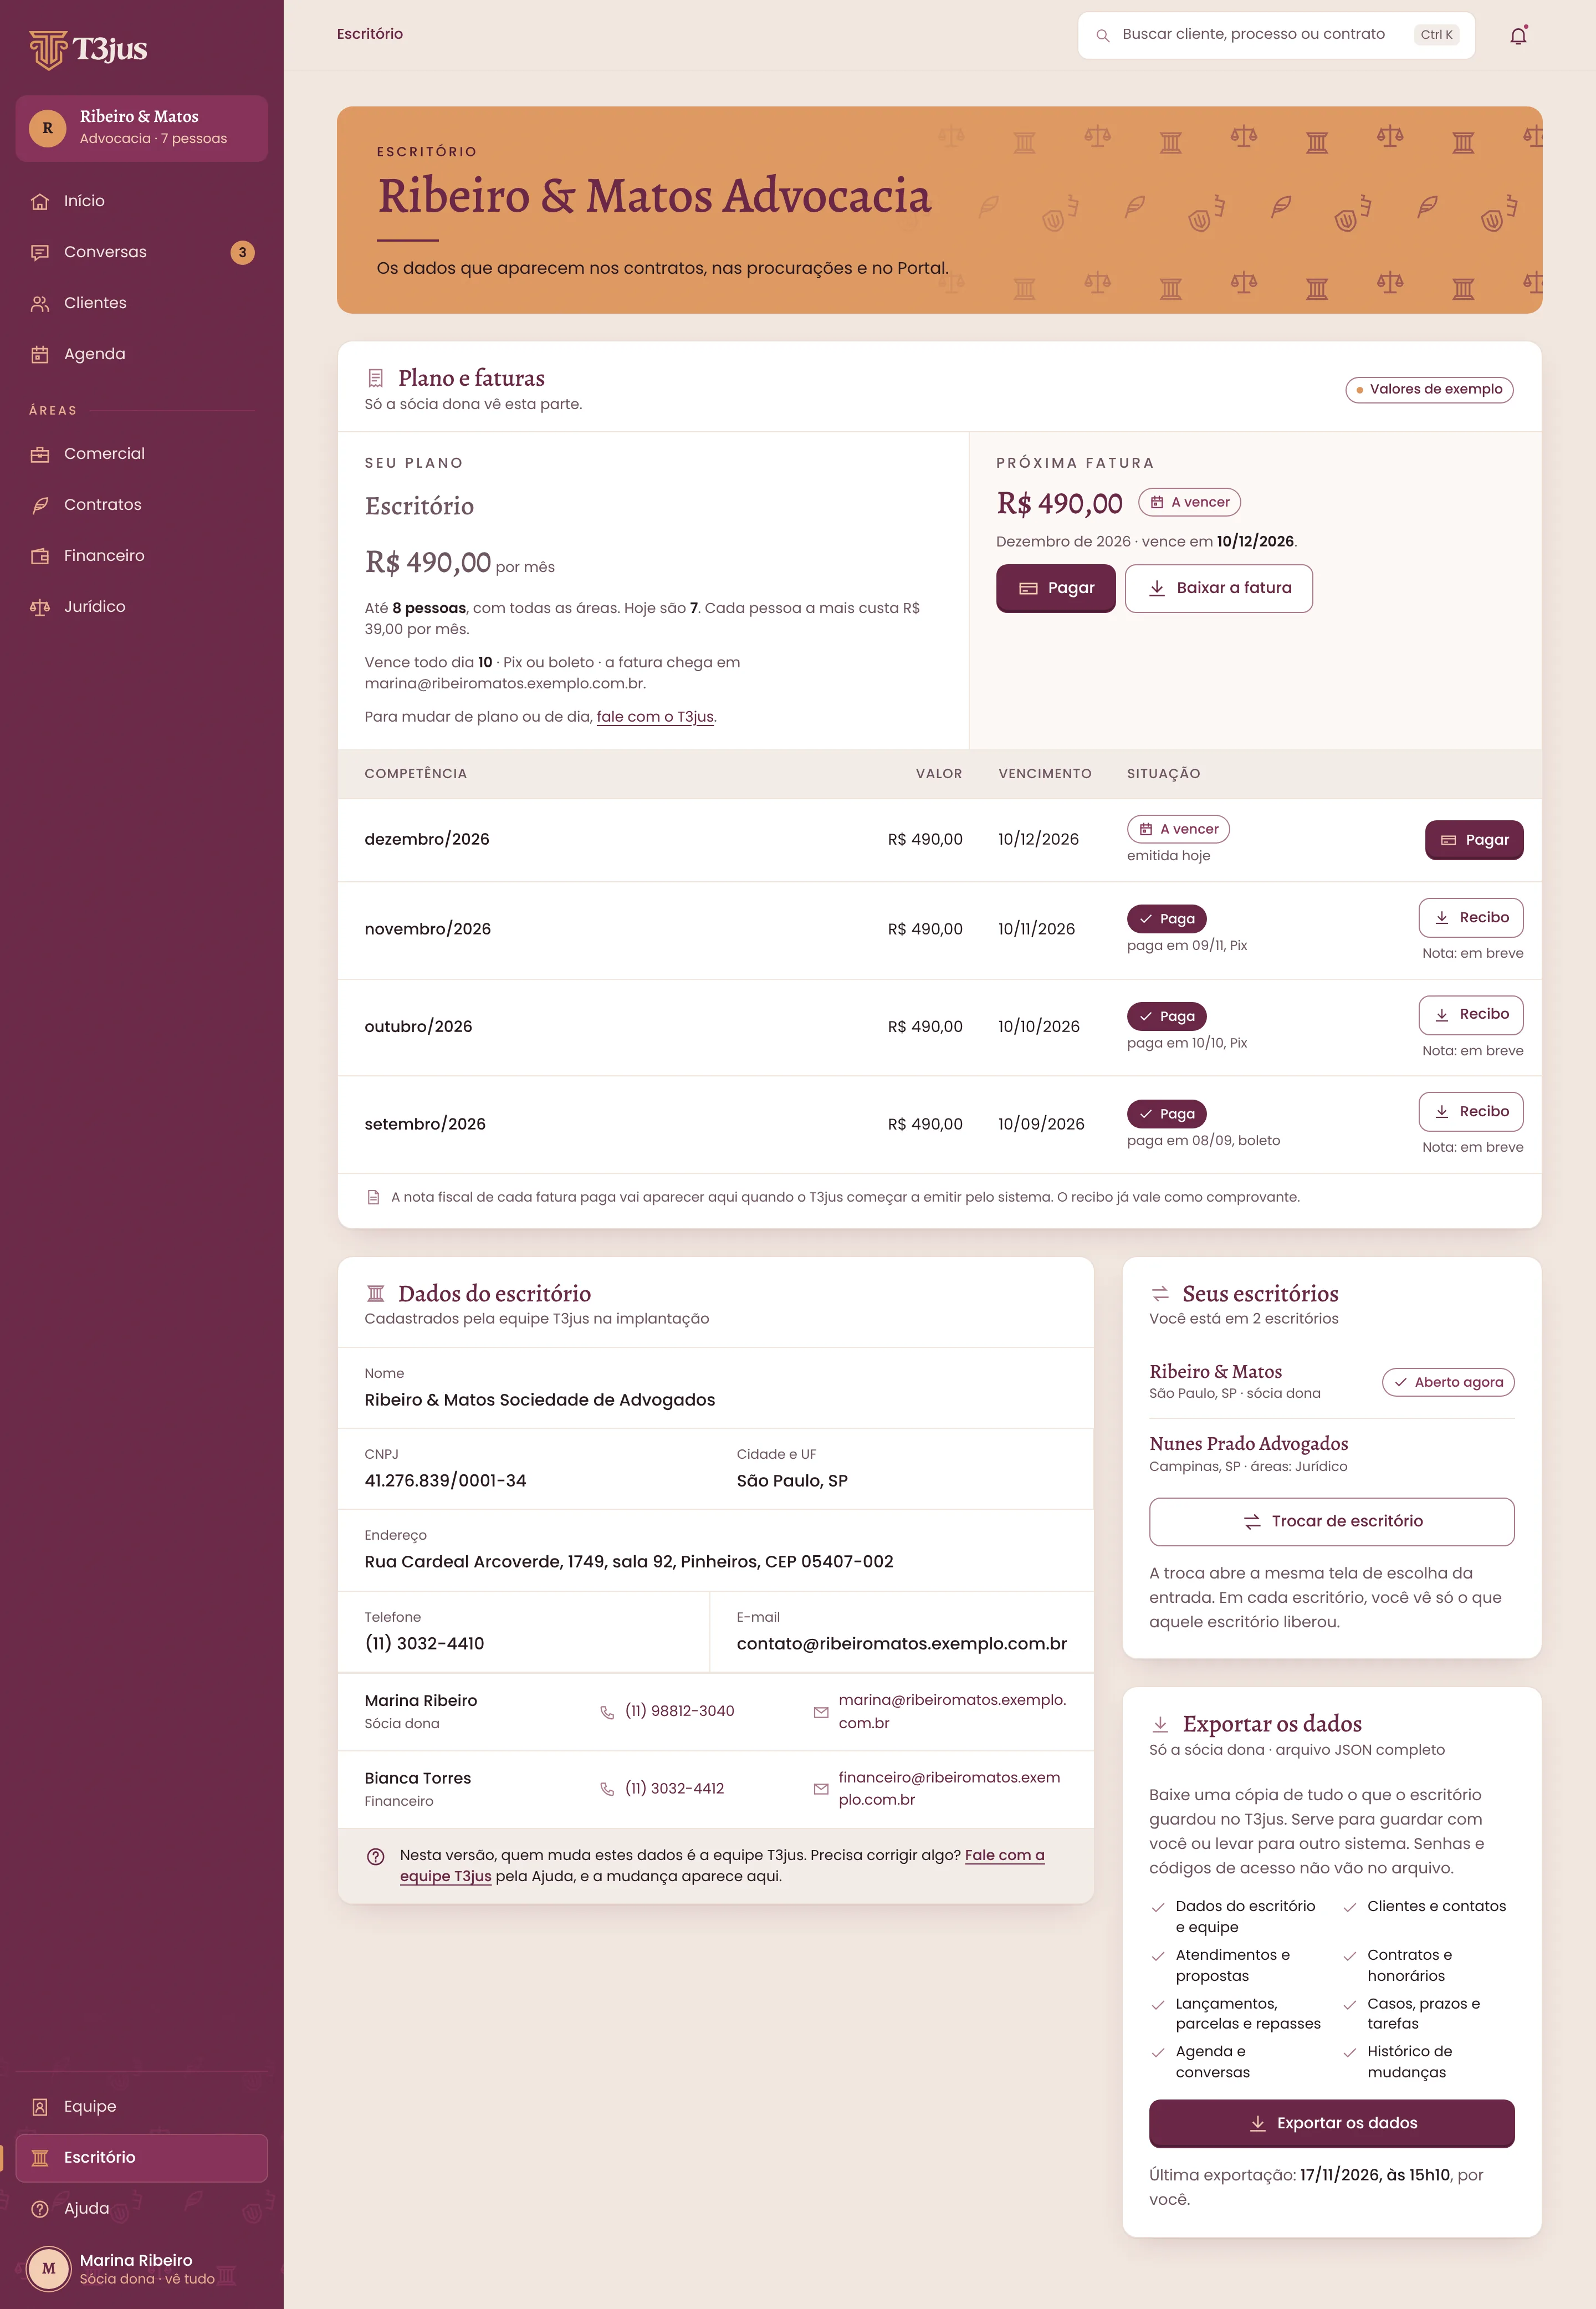 T3jus
R
Ribeiro & Matos
Advocacia · 7 pessoas
Início
Conversas
3
Clientes
Agenda
ÁREAS
Comercial
Contratos
Financeiro
Jurídico
Equipe
Escritório
Ajuda
M
Marina Ribeiro
Sócia dona · vê tudo
Escritório
Buscar cliente, processo ou contrato
Ctrl K
ESCRITÓRIO
Ribeiro & Matos Advocacia
Os dados que aparecem nos contratos, nas procurações e no Portal.
Plano e faturas
Só a sócia dona vê esta parte.
Valores de exemplo
SEU PLANO
Escritório
R$ 490,00 por mês
Até 8 pessoas, com todas as áreas. Hoje são 7. Cada pessoa a mais custa R$
39,00 por mês.
Vence todo dia 10 · Pix ou boleto · a fatura chega em
marina@ribeiromatos.exemplo.com.br.
Para mudar de plano ou de dia, fale com o T3jus.
PRÓXIMA FATURA
R$ 490,00
A vencer
Dezembro de 2026 · vence em 10/12/2026.
Pagar
Baixar a fatura
COMPETÊNCIA VALOR VENCIMENTO SITUAÇÃO
dezembro/2026 R$ 490,00 10/12/2026 A vencer
emitida hoje
Pagar
novembro/2026 R$ 490,00 10/11/2026 Paga
paga em 09/11, Pix
Recibo
Nota: em breve
outubro/2026 R$ 490,00 10/10/2026 Paga
paga em 10/10, Pix
Recibo
Nota: em breve
setembro/2026 R$ 490,00 10/09/2026 Paga
paga em 08/09, boleto
Recibo
Nota: em breve
A nota fiscal de cada fatura paga vai aparecer aqui quando o T3jus começar a emitir pelo sistema. O recibo já vale como comprovante.
Dados do escritório
Cadastrados pela equipe T3jus na implantação
Nome
Ribeiro & Matos Sociedade de Advogados
CNPJ
41.276.839/0001-34
Cidade e UF
São Paulo, SP
Endereço
Rua Cardeal Arcoverde, 1749, sala 92, Pinheiros, CEP 05407-002
Telefone
(11) 3032-4410
E-mail
contato@ribeiromatos.exemplo.com.br
Marina Ribeiro
Sócia dona
(11) 98812-3040
marina@ribeiromatos.exemplo.
com.br
Bianca Torres
Financeiro
(11) 3032-4412
financeiro@ribeiromatos.exem
plo.com.br
Nesta versão, quem muda estes dados é a equipe T3jus. Precisa corrigir algo? Fale com a
equipe T3jus pela Ajuda, e a mudança aparece aqui.
Seus escritórios
Você está em 2 escritórios
Ribeiro & Matos
São Paulo, SP · sócia dona
Aberto agora
Nunes Prado Advogados
Campinas, SP · áreas: Jurídico
Trocar de escritório
A troca abre a mesma tela de escolha da
entrada. Em cada escritório, você vê só o que
aquele escritório liberou.
Exportar os dados
Só a sócia dona · arquivo JSON completo
Baixe uma cópia de tudo o que o escritório
guardou no T3jus. Serve para guardar com
você ou levar para outro sistema. Senhas e
códigos de acesso não vão no arquivo.
Dados do escritório
e equipe
Clientes e contatos
Atendimentos e
propostas
Contratos e
honorários
Lançamentos,
parcelas e repasses
Casos, prazos e
tarefas
Agenda e
conversas
Histórico de
mudanças
Exportar os dados
Última exportação: 17/11/2026, às 15h10, por
você.